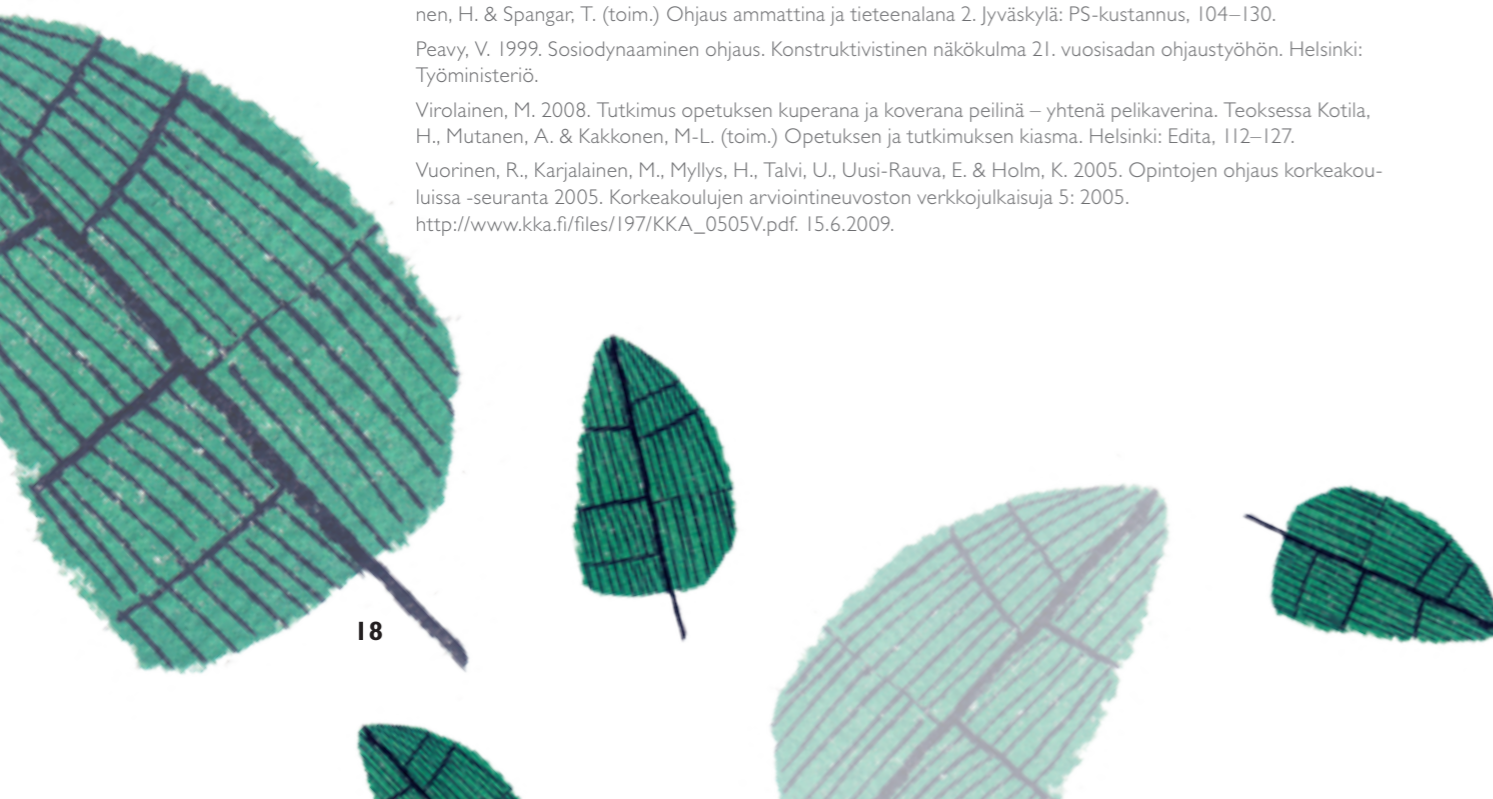 nen, H. & Spangar, T. (toim.) Ohjaus ammattina ja tieteenalana 2. Jyväskylä: PS-kustannus, 104–130.
Peavy, V. 1999. Sosiodynaaminen ohjaus. Konstruktivistinen näkökulma 21. vuosisadan ohjaustyöhön. Helsinki:
Työministeriö.
Virolainen, M. 2008. Tutkimus opetuksen kuperana ja koverana peilinä – yhtenä pelikaverina. Teoksessa Kotila,
H., Mutanen, A. & Kakkonen, M-L. (toim.) Opetuksen ja tutkimuksen kiasma. Helsinki: Edita, 112–127.
Vuorinen, R., Karjalainen, M., Myllys, H., Talvi, U., Uusi-Rauva, E. & Holm, K. 2005. Opintojen ohjaus korkeakou-
luissa -seuranta 2005. Korkeakoulujen arviointineuvoston verkkojulkaisuja 5: 2005.
http://www.kka.fi/files/197/KKA_0505V.pdf. 15.6.2009.
18